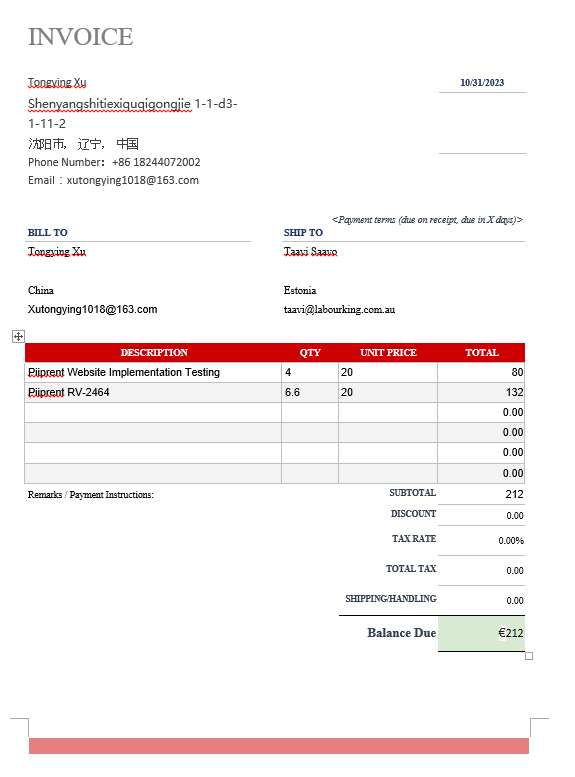 INVOICE
Tongying Xu
10/31/2023
Shenyangshitiexiquqigongjie 1-1-d3-
1-11-2
沈阳市， 辽宁， 中国
Phone Number：+86 18244072002
Email：xutongying1018@163.com
<Payment terms (due on receipt, due in X days)>
BILL TO
SHIP TO
Tongying Xu
Taavi Saavo
China
Estonia
Xutongying1018@163.com
taavi@labourking.com.au
DESCRIPTION QTY UNIT PRICE TOTAL
Piiprent Website Implementation Testing 4 20 80
Piiprent RV-2464 6.6 20 132
0.00
0.00
0.00
0.00
Remarks / Payment Instructions:
SUBTOTAL 212
DISCOUNT 0.00
TAX RATE 0.00%
TOTAL TAX 0.00
SHIPPING/HANDLING 0.00
Balance Due €212